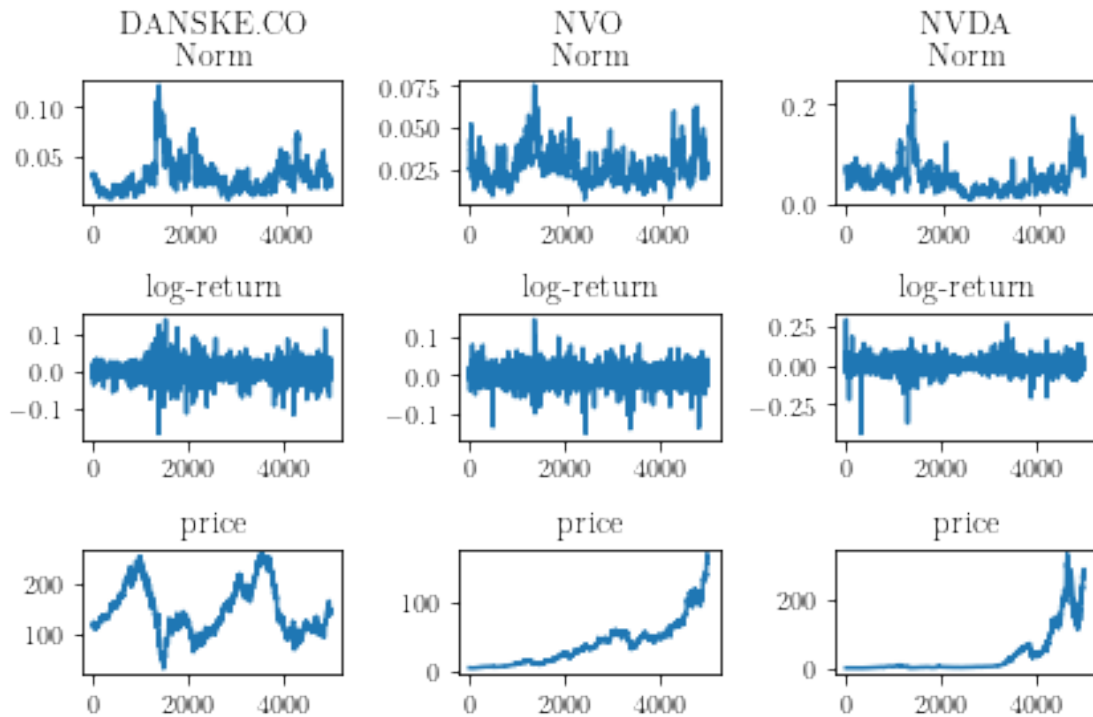 DANSKE.CO NVO NVDA
Norm Norm Norm
0.10 0.075 0.2
0.050
0.05 0.025
0.0
0 2000 4000 0 2000 4000 0 2000 4000
log-return log-return log-return
0.1 0.1 0.25
0.0 0.0 0.00
−0.1 −0.1 −0.25
0 2000 4000 0 2000 4000 0 2000 4000
price price price
200 100 200
100
0 0
0 2000 4000 0 2000 4000 0 2000 4000